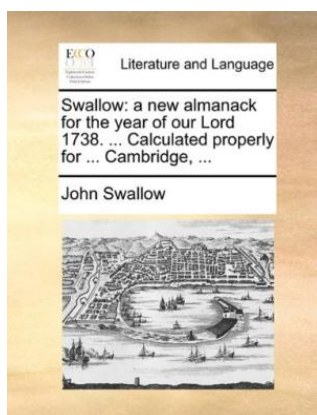 ECCO
Literature and Language
Swallow: a new almanack
for the year of our Lord
1738. ... Calculated properly
for ... Cambridge, ...
John Swallow